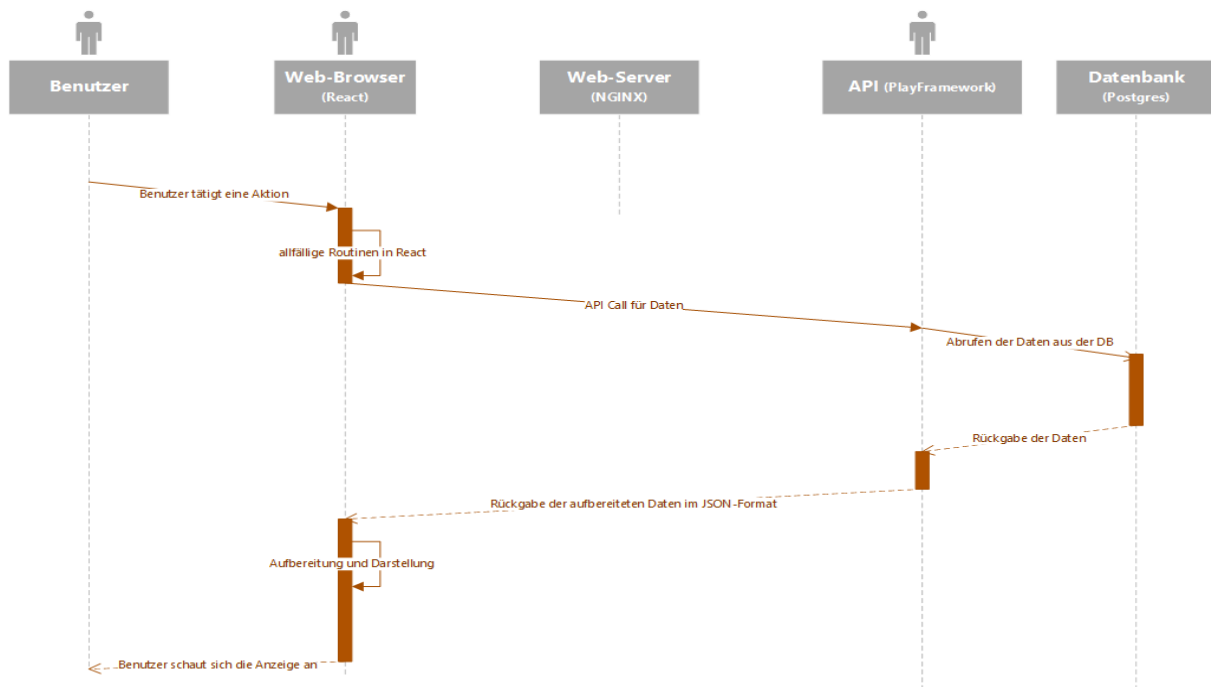 Benutzer
Web-Browser
(React)
Web-Server
(NGINX)
API (PlayFramework)
Datenbank
(Postgres)
Benutzer tätigt eine Aktion
allfällige Routinen in React
API Call für Daten
Abrufen der Daten aus der DB
Rückgabe der Daten
Rückgabe der aufbereiteten Daten im JSON-Format
Aufbereitung und Darstellung
Benutzer schaut sich die Anzeige an